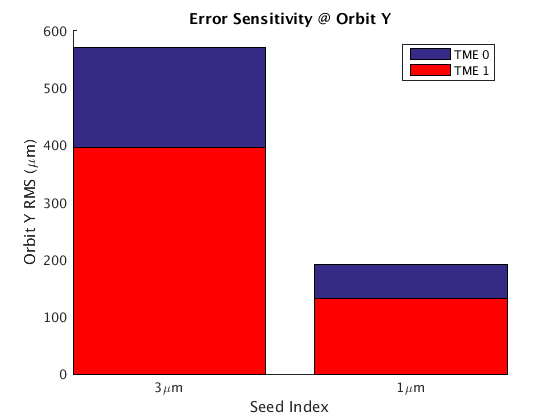 Error Sensitivity @ Orbit Y
TME 0
TME 1
Orbit Y RMS (μm)
600
500
400
300
200
100
0
3μm
1μm
Seed Index